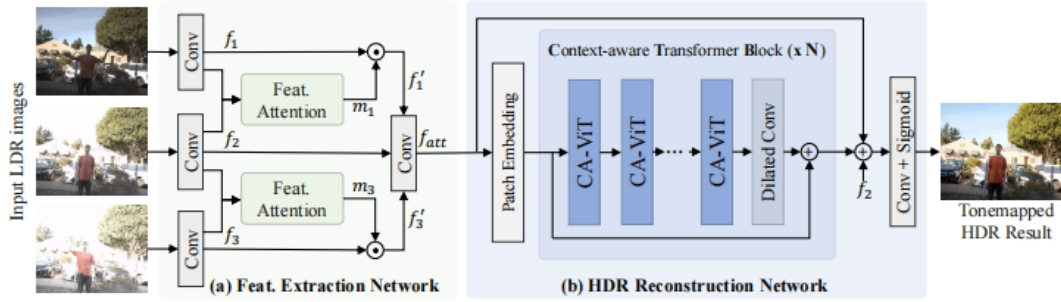 Input LDR images
Conv
Conv
Conv
f₁
f₂
f₃
Feat.
Attention
Feat.
Attention
m₁
m₃
f₁′
f₃′
Conv
f_att
(a) Feat. Extraction Network
Patch Embedding
Context-aware Transformer Block (x N)
CA-ViT
CA-ViT
...
CA-ViT
Dilated Conv
f₂
Conv + Sigmoid
(b) HDR Reconstruction Network
Tonemapped
HDR Result